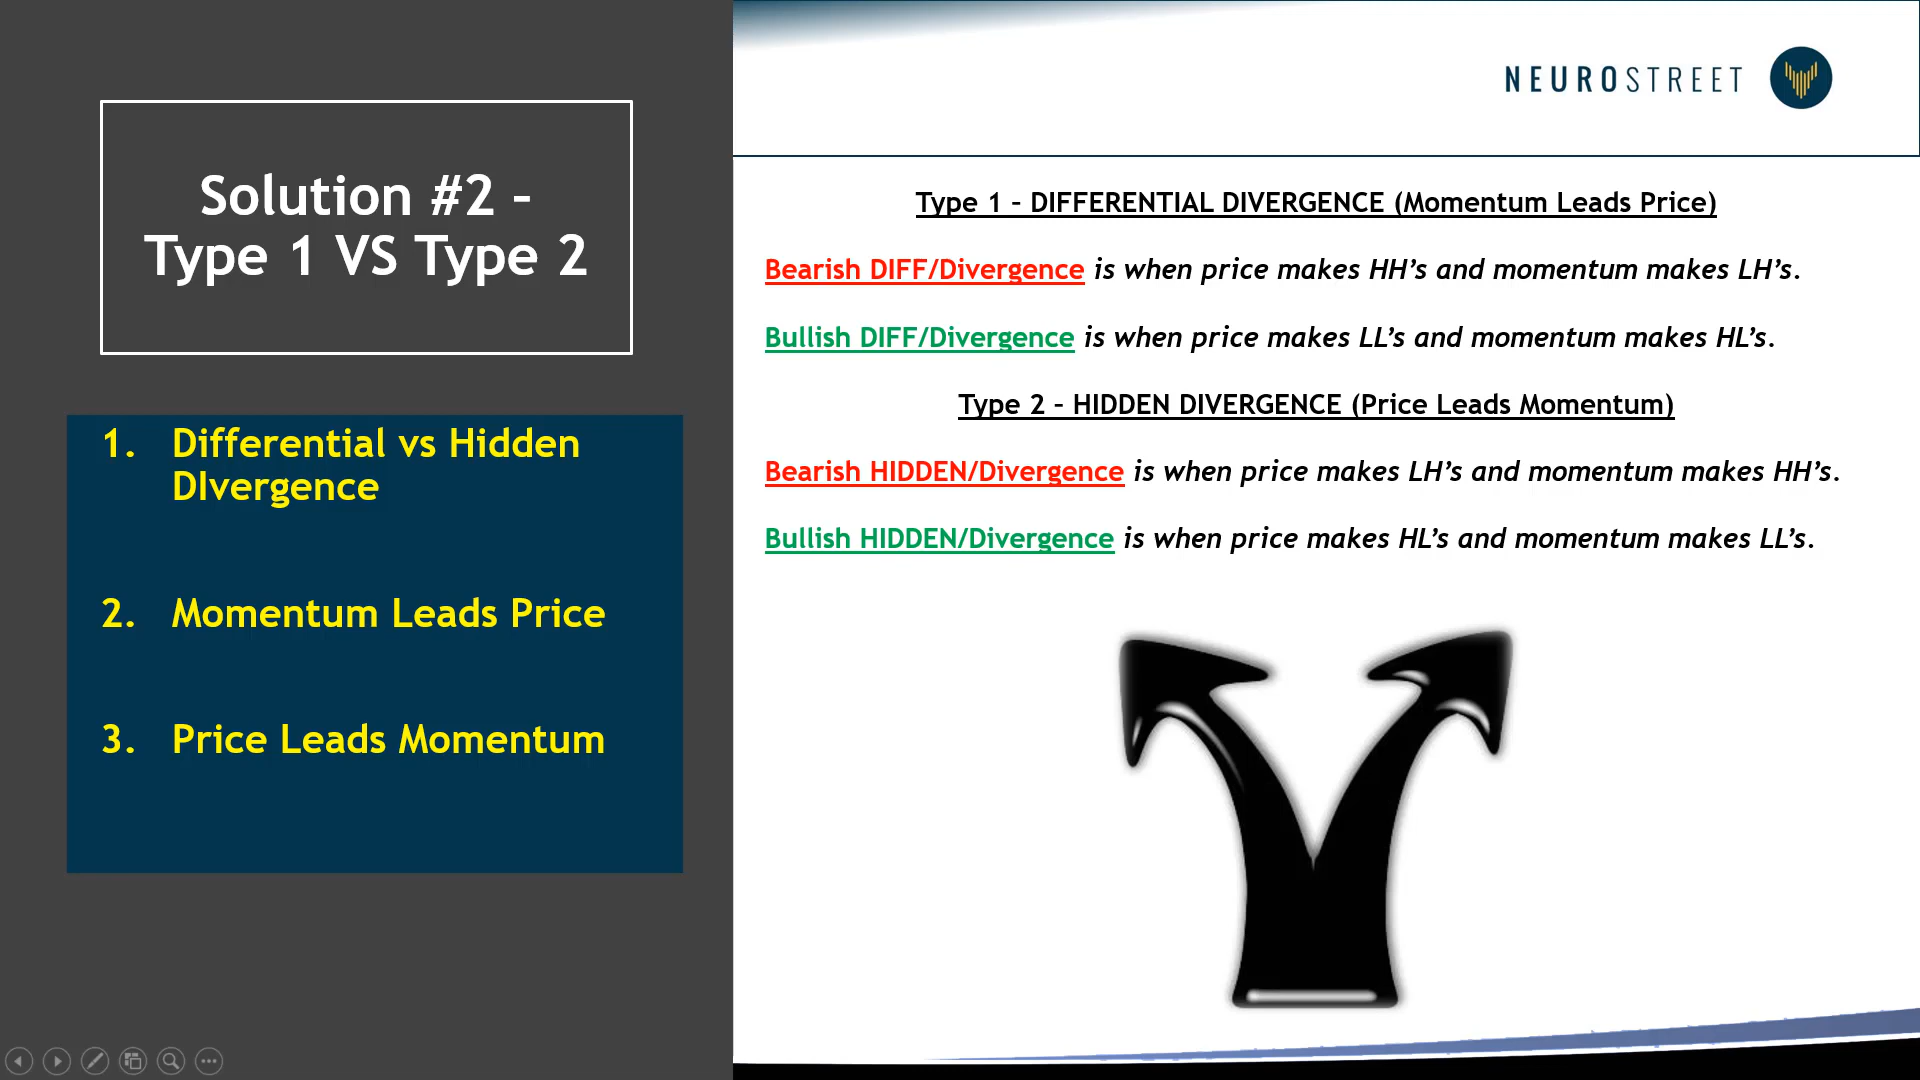 Solution #2 –
Type 1 VS Type 2
1. Differential vs Hidden
DIvergence
2. Momentum Leads Price
3. Price Leads Momentum
NEUROSTREET
Type 1 – DIFFERENTIAL DIVERGENCE (Momentum Leads Price)
Bearish DIFF/Divergence is when price makes HH’s and momentum makes LH’s.
Bullish DIFF/Divergence is when price makes LL’s and momentum makes HL’s.
Type 2 – HIDDEN DIVERGENCE (Price Leads Momentum)
Bearish HIDDEN/Divergence is when price makes LH’s and momentum makes HH’s.
Bullish HIDDEN/Divergence is when price makes HL’s and momentum makes LL’s.